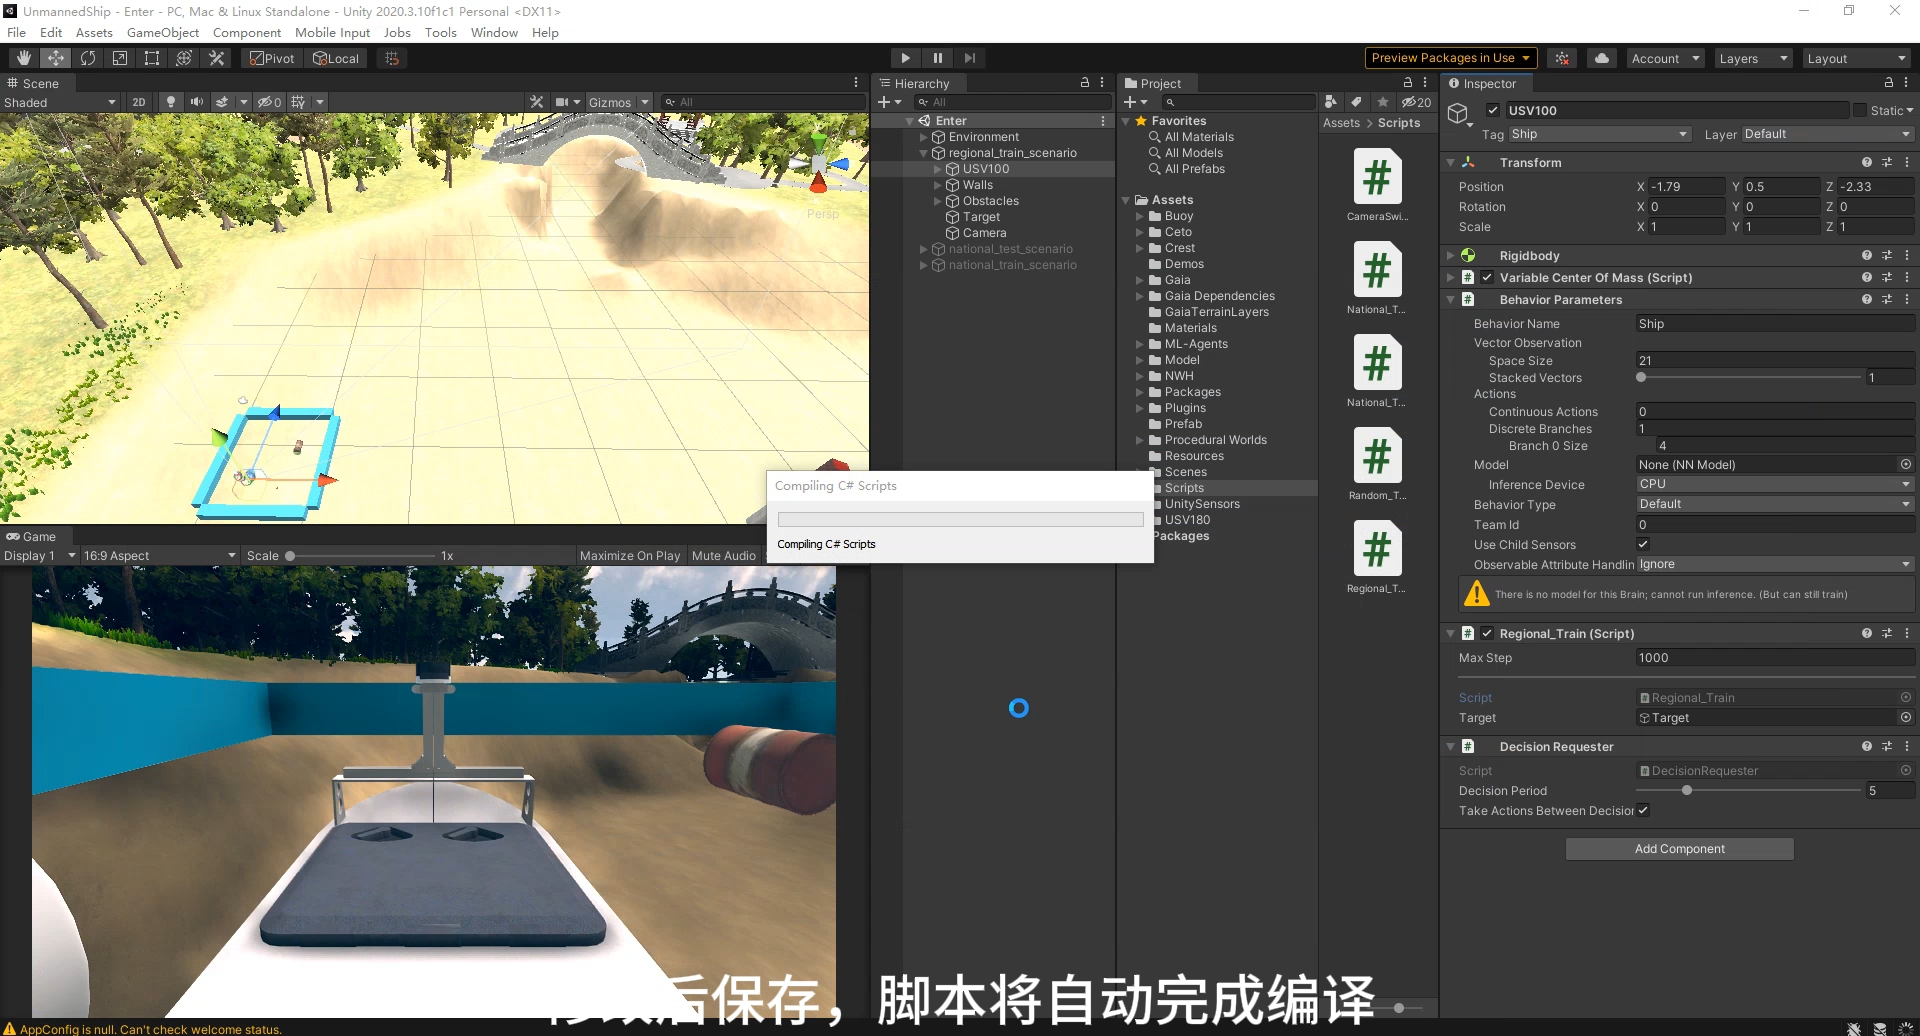 UnmannedShip - Enter - PC, Mac & Linux Standalone - Unity 2020.3.10f1c1 Personal <DX11>
File Edit Assets GameObject Component Mobile Input Jobs Tools Window Help
Pivot Local
Preview Packages in Use Account Layers Layout
Scene
Shaded 2D 0 Gizmos All
Persp
Game
Display 1 16:9 Aspect Scale 1x Maximize On Play Mute Audio
Hierarchy
All
Enter
Environment
regional_train_scenario
USV100
Walls
Obstacles
Target
Camera
national_test_scenario
national_train_scenario
Project
20
Favorites
All Materials
All Models
All Prefabs
Assets
Buoy
Ceto
Crest
Demos
Gaia
Gaia Dependencies
GaiaTerrainLayers
Materials
ML-Agents
Model
NWH
Packages
Plugins
Prefab
Procedural Worlds
Resources
Scenes
Scripts
UnitySensors
USV180
Packages
Assets > Scripts
CameraSwi...
National_T...
National_T...
Random_T...
Regional_T...
Compiling C# Scripts
Compiling C# Scripts
Inspector
USV100 Static
Tag Ship Layer Default
Transform
Position X -1.79 Y 0.5 Z -2.33
Rotation X 0 Y 0 Z 0
Scale X 1 Y 1 Z 1
Rigidbody
Variable Center Of Mass (Script)
Behavior Parameters
Behavior Name Ship
Vector Observation
Space Size 21
Stacked Vectors 1
Actions
Continuous Actions 0
Discrete Branches 1
Branch 0 Size 4
Model None (NN Model)
Inference Device CPU
Behavior Type Default
Team Id 0
Use Child Sensors
Observable Attribute Handlin Ignore
There is no model for this Brain; cannot run inference. (But can still train)
Regional_Train (Script)
Max Step 1000
Script Regional_Train
Target Target
Decision Requester
Script DecisionRequester
Decision Period 5
Take Actions Between Decision
Add Component
后保存，脚本将自动完成编译
AppConfig is null. Can't check welcome status.